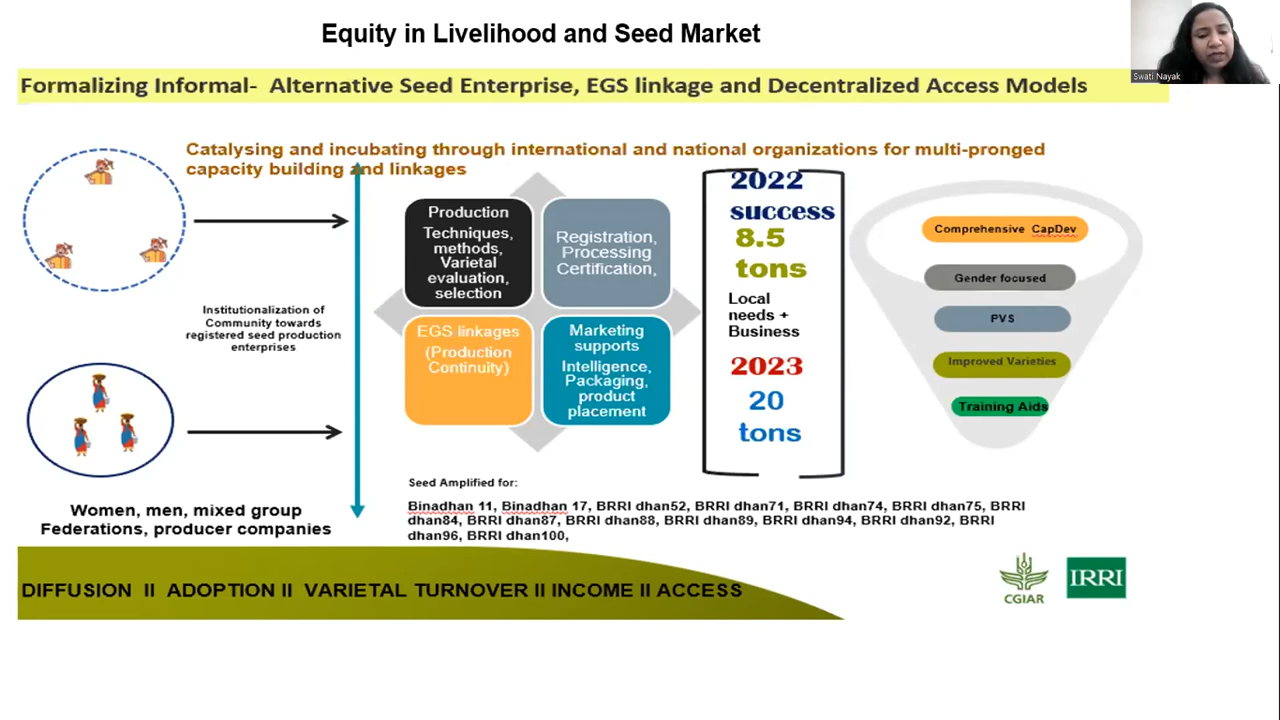 Equity in Livelihood and Seed Market
Swati Nayak
Formalizing Informal-  Alternative Seed Enterprise, EGS linkage and Decentralized Access Models
Catalysing and incubating through international and national organizations for multi-pronged
capacity building and linkages
Institutionalization of
Community towards
registered seed production
enterprises
Women, men, mixed group
Federations, producer companies
Production
Techniques,
methods,
Varietal
evaluation,
selection
Registration,
Processing
Certification,
EGS linkages
(Production
Continuity)
Marketing
supports
Intelligence,
Packaging,
product
placement
2022
success
8.5
tons
Local
needs +
Business
2023
20
tons
Comprehensive CapDev
Gender focused
PVS
Improved Varieties
Training Aids
Seed Amplified for:
Binadhan 11, Binadhan 17, BRRI dhan52, BRRI dhan71, BRRI dhan74, BRRI dhan75, BRRI
dhan84, BRRI dhan87, BRRI dhan88, BRRI dhan89, BRRI dhan94, BRRI dhan92, BRRI
dhan96, BRRI dhan100,
DIFFUSION II ADOPTION II VARIETAL TURNOVER II INCOME II ACCESS
CGIAR
IRRI